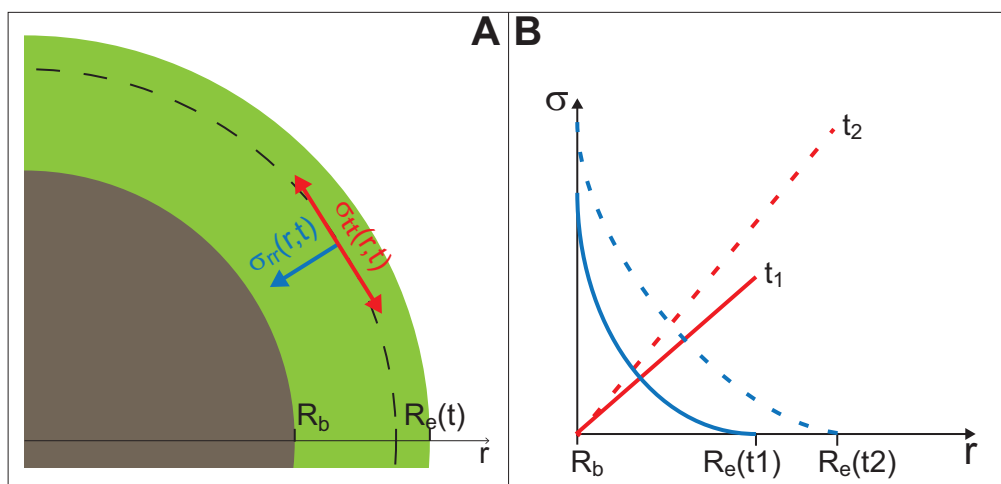 A
B
σrr(r,t)
σtt(r,t)
Rb
Re(t)
r
σ
t2
t1
Rb
Re(t1)
Re(t2)
r